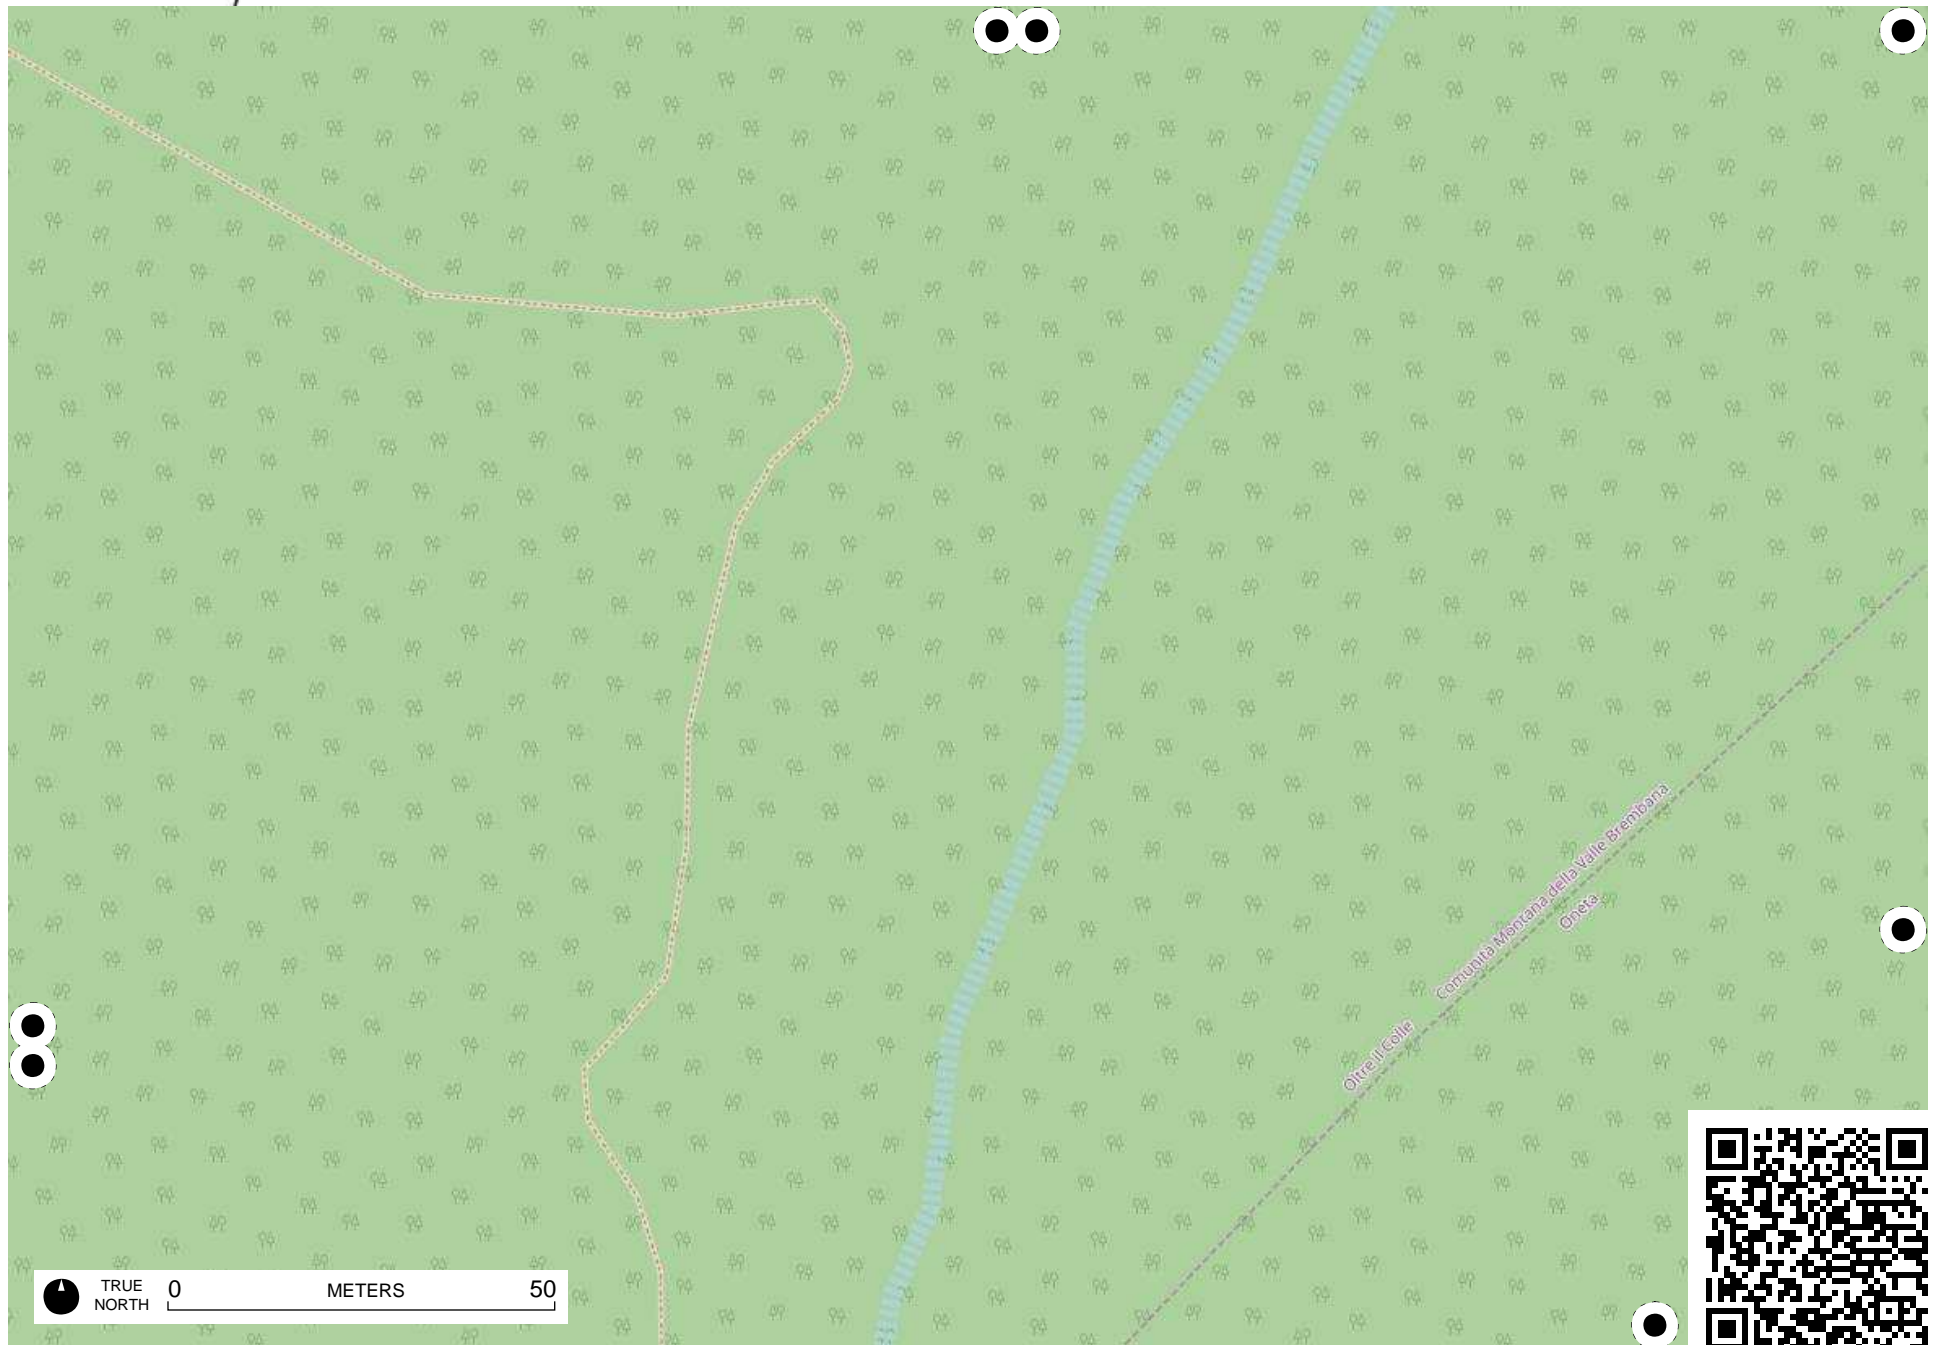 Comunità Montana della Valle Brembana
Oneta
Oltre il Colle
TRUE NORTH
0 METERS 50